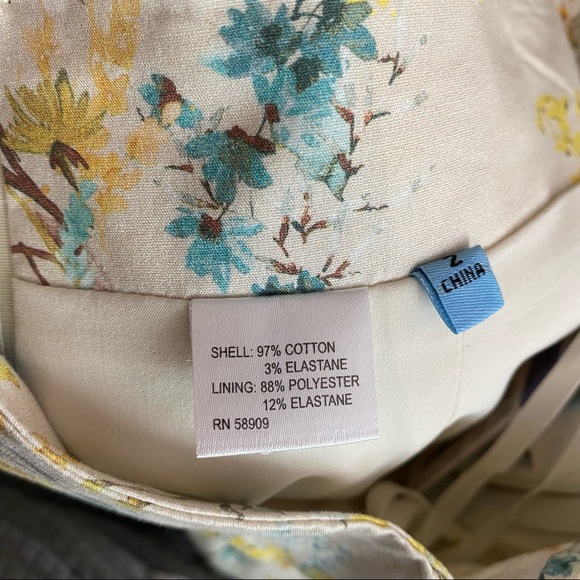 2
CHINA
SHELL: 97% COTTON
3% ELASTANE
LINING: 88% POLYESTER
12% ELASTANE
RN 58909